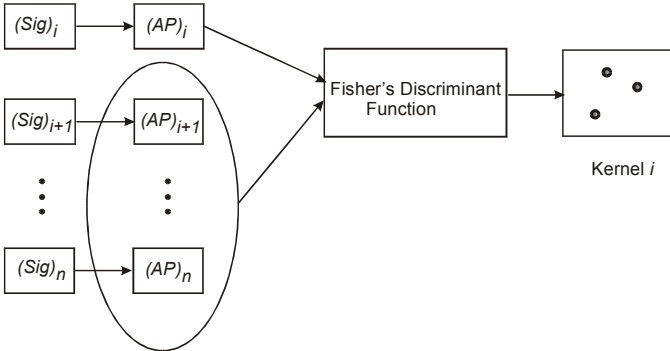 (Sig)i (AP)i
Fisher's Discriminant
Function
(Sig)i+1 (AP)i+1
Kernel i
(Sig)n (AP)n